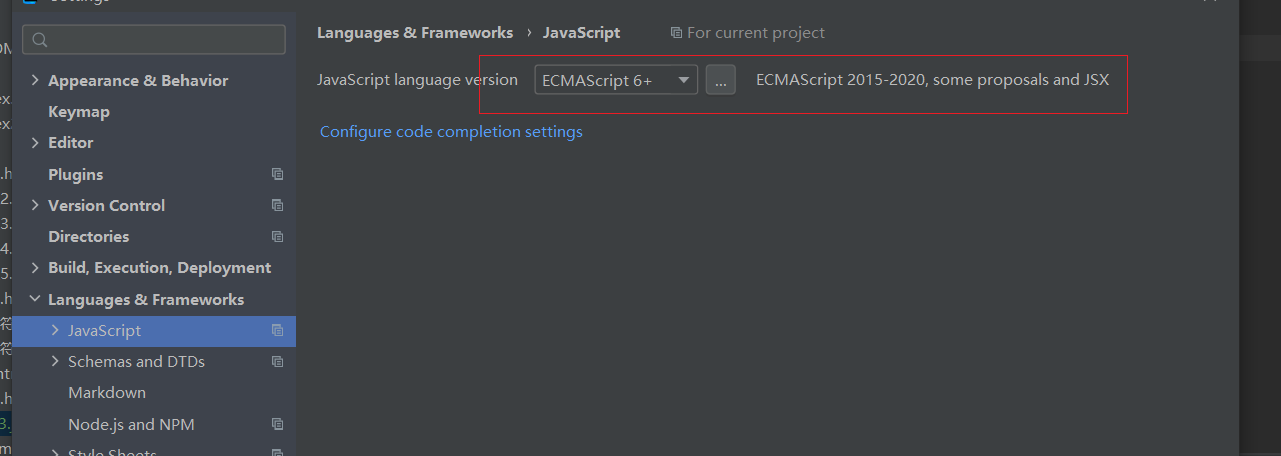 Languages & Frameworks › JavaScript For current project
JavaScript language version ECMAScript 6+ ... ECMAScript 2015-2020, some proposals and JSX
Configure code completion settings
Appearance & Behavior
Keymap
Editor
Plugins
Version Control
Directories
Build, Execution, Deployment
Languages & Frameworks
JavaScript
Schemas and DTDs
Markdown
Node.js and NPM
Style Sheets